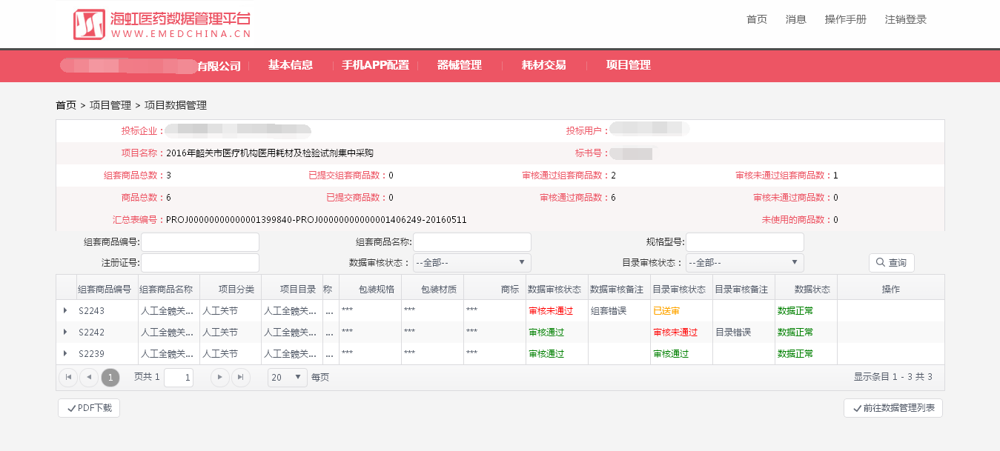 海虹医药数据管理平台
WWW.EMEDCHINA.CN
首页 消息 操作手册 注销登录
有限公司 基本信息 手机APP配置 器械管理 耗材交易 项目管理
首页 > 项目管理 > 项目数据管理
投标企业： 投标用户：
项目名称：2016年韶关市医疗机构医用耗材及检验试剂集中采购 标书号：
组套商品总数：3 已提交组套商品数：0 审核通过组套商品数：2 审核未通过组套商品数：1
商品总数：6 已提交商品数：0 审核通过商品数：6 审核未通过商品数：0
汇总表编号：PROJ00000000000001399840-PROJ00000000000001406249-20160511 未使用的商品数：0
组套商品编号: 组套商品名称: 规格型号:
注册证号: 数据审核状态： --全部-- 目录审核状态： --全部-- 查询
组套商品编号 组套商品名称 项目分类 项目目录 称 包装规格 包装材质 商标 数据审核状态 数据审核备注 目录审核状态 目录审核备注 数据状态 操作
S2243 人工全髋关... 人工关节 人工全髋关... ... *** *** *** 审核未通过 组套错误 已送审 数据正常
S2242 人工全髋关... 人工关节 人工全髋关... ... *** *** *** 审核通过 审核未通过 目录错误 数据正常
S2239 人工全髋关... 人工关节 人工全髋关... ... *** *** *** 审核通过 审核通过 数据正常
1 页共 1 1 20 每页 显示条目 1 - 3 共 3
PDF下载 前往数据管理列表